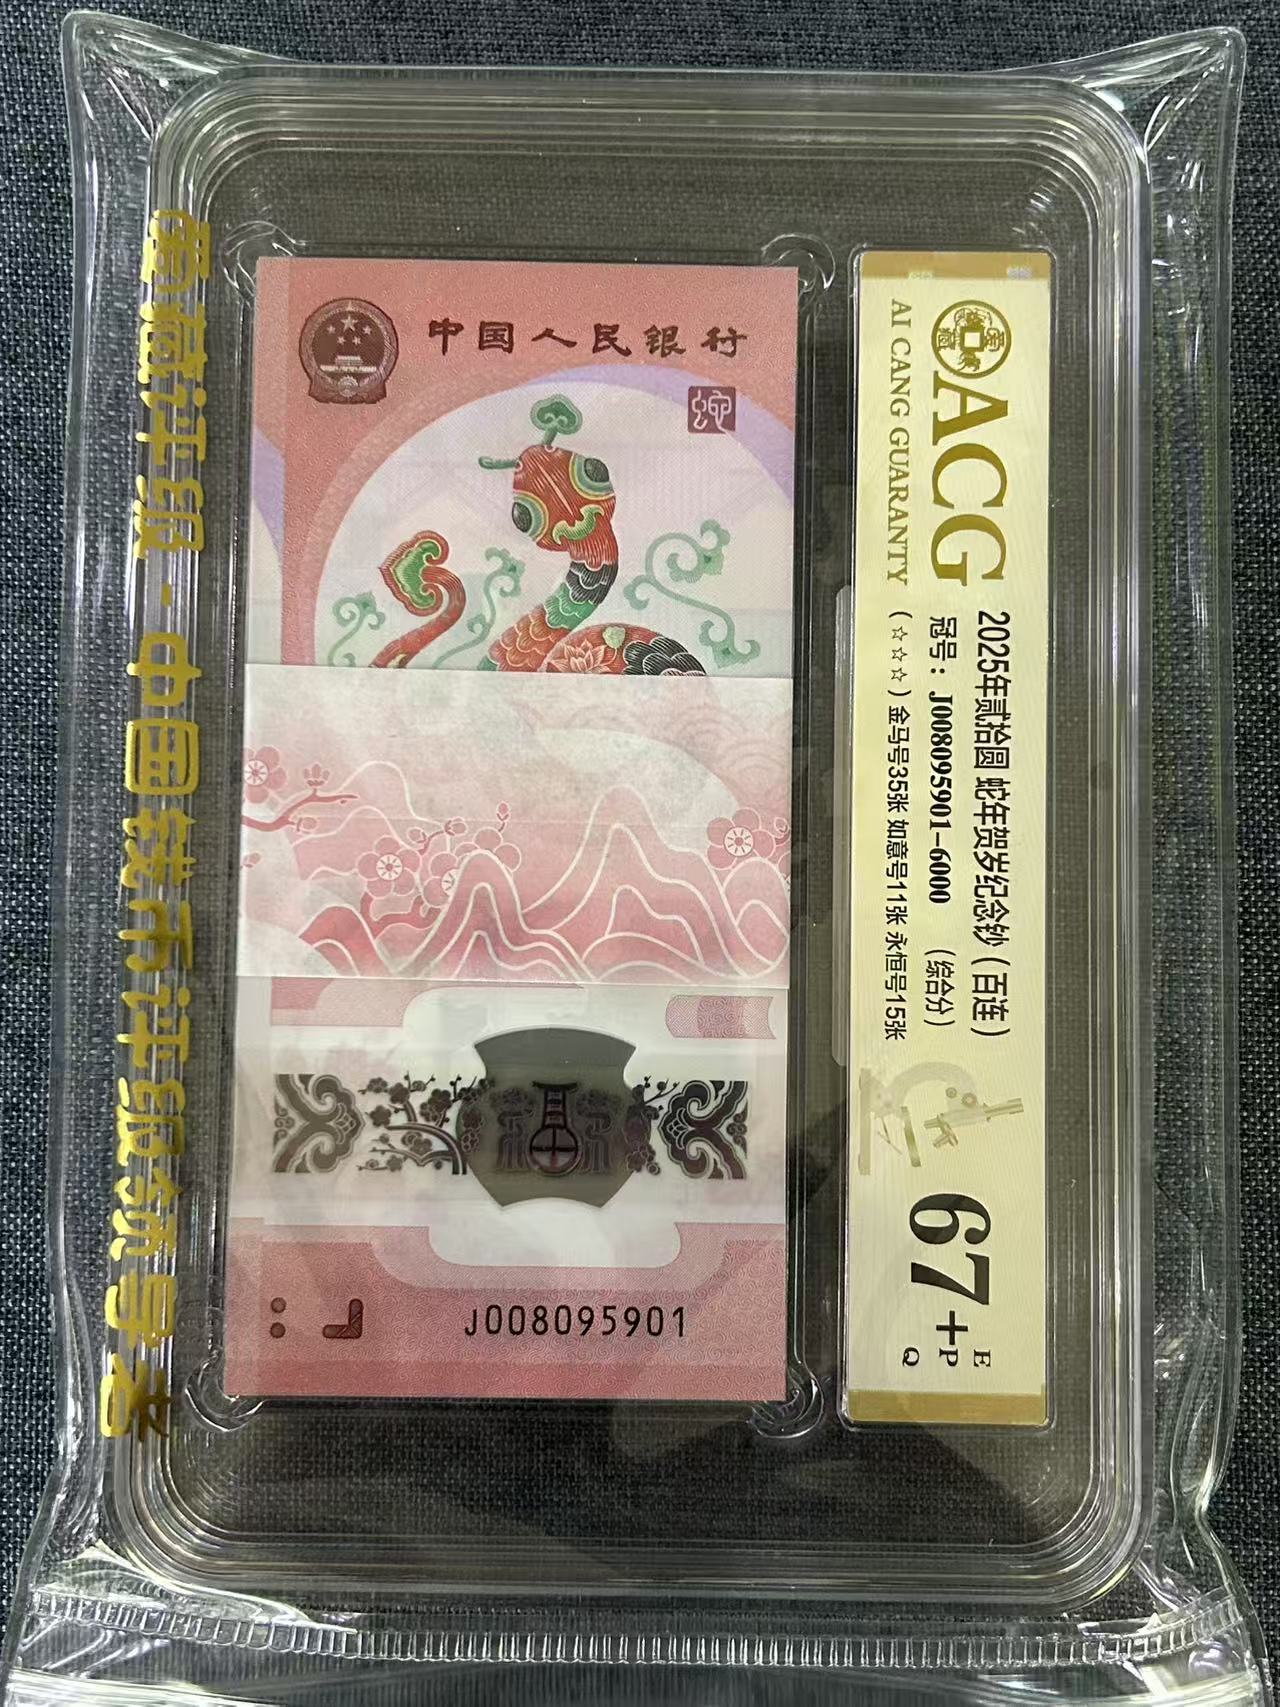 爱藏评级-中国钱币评级领导者
中国人民银行
J008095901
ACG
AI CANG GUARANTY
2025年贰拾圆 蛇年贺岁纪念钞（百连）
冠号：J008095901-6000 （综合分）
（☆☆☆）金马号35张 如意号11张 永恒号15张
67+
E
P
Q